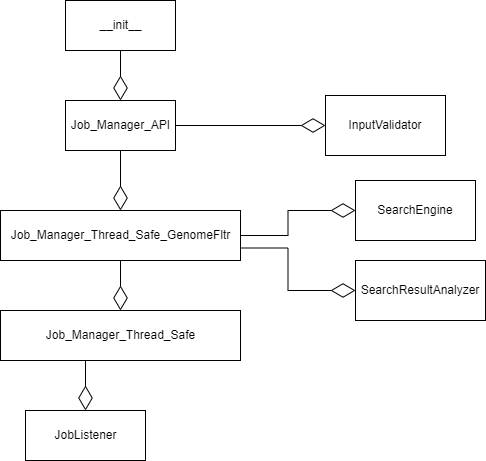 __init__
Job_Manager_API
InputValidator
SearchEngine
Job_Manager_Thread_Safe_GenomeFltr
SearchResultAnalyzer
Job_Manager_Thread_Safe
JobListener